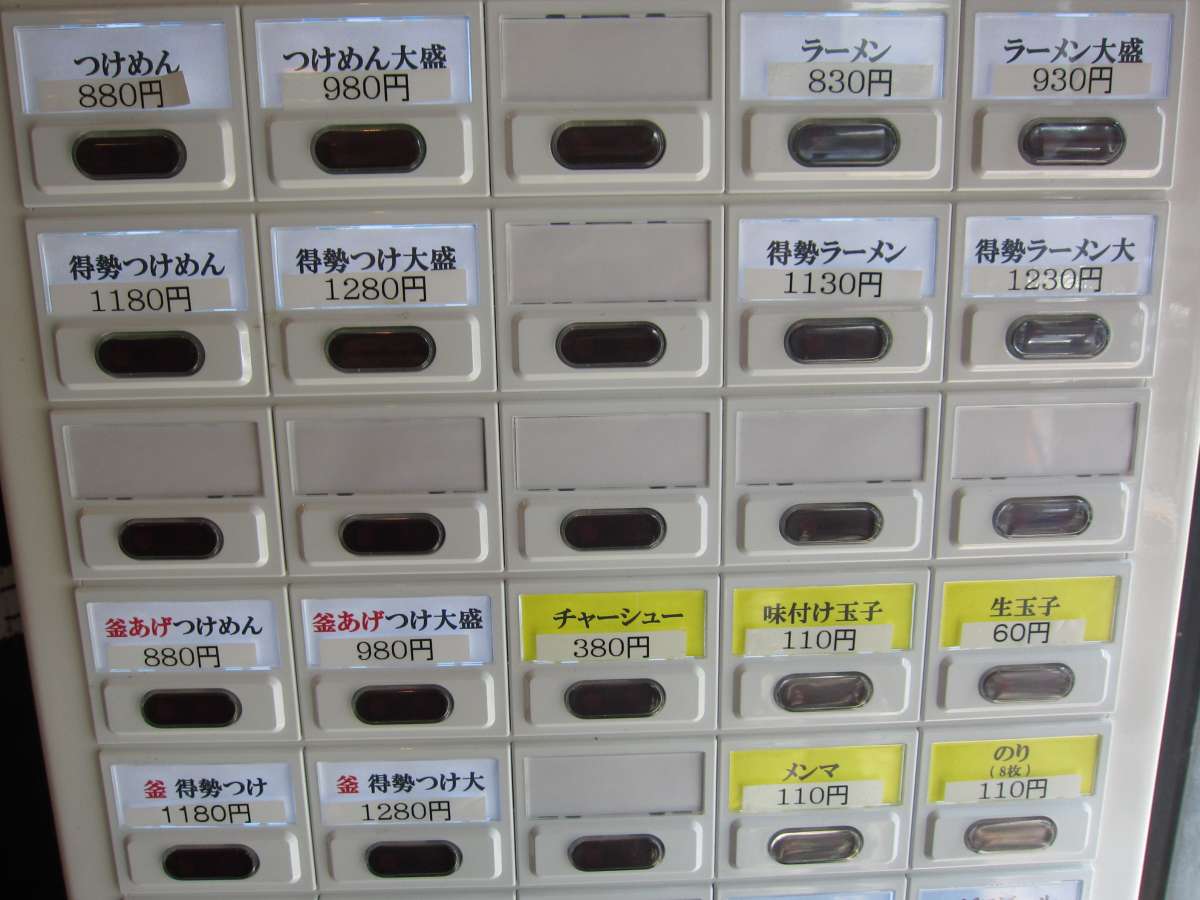 つけめん
880円
つけめん大盛
980円
ラーメン
830円
ラーメン大盛
930円
得勢つけめん
1180円
得勢つけ大盛
1280円
得勢ラーメン
1130円
得勢ラーメン大
1230円
釜あげつけめん
880円
釜あげつけ大盛
980円
チャーシュー
380円
味付け玉子
110円
生玉子
60円
釜 得勢つけ
1180円
釜 得勢つけ大
1280円
メンマ
110円
のり
(8枚)
110円